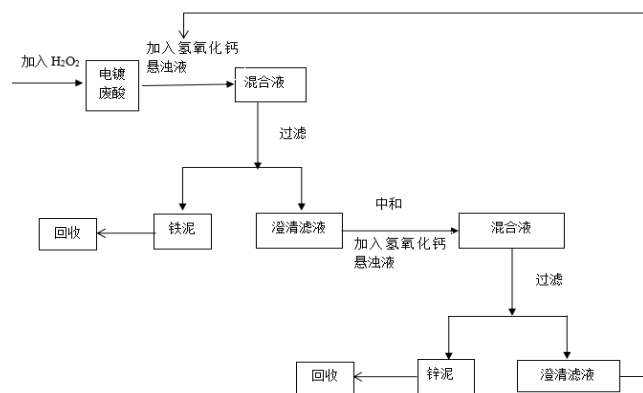 加入 H₂O₂
电镀
废酸
加入氢氧化钙
悬浊液
混合液
过滤
回收
铁泥
澄清滤液
中和
加入氢氧化钙
悬浊液
混合液
过滤
回收
锌泥
澄清滤液